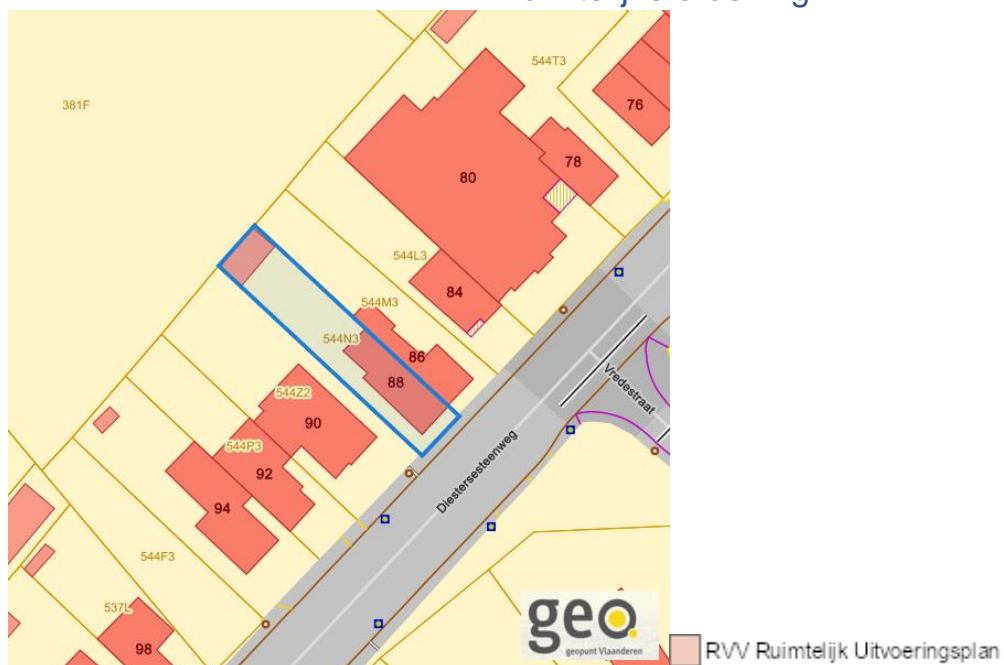 544T3
381F
76
78
80
544L3
84
544M3
544N3
86
88
Vredestraat
544Z2
90
Diestersesteenweg
544P3
92
94
544F3
537L
98
geo
geopunt Vlaanderen
RVV Ruimtelijk Uitvoeringsplan